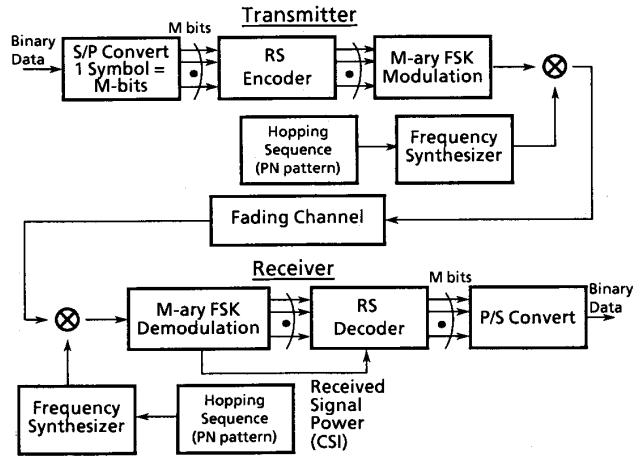 Transmitter
Binary
Data
S/P Convert
1 Symbol =
M-bits
M bits
RS
Encoder
M-ary FSK
Modulation
Hopping
Sequence
(PN pattern)
Frequency
Synthesizer
Fading Channel
Receiver
M-ary FSK
Demodulation
RS
Decoder
M bits
P/S Convert
Binary
Data
Received
Signal
Power
(CSI)
Frequency
Synthesizer
Hopping
Sequence
(PN pattern)